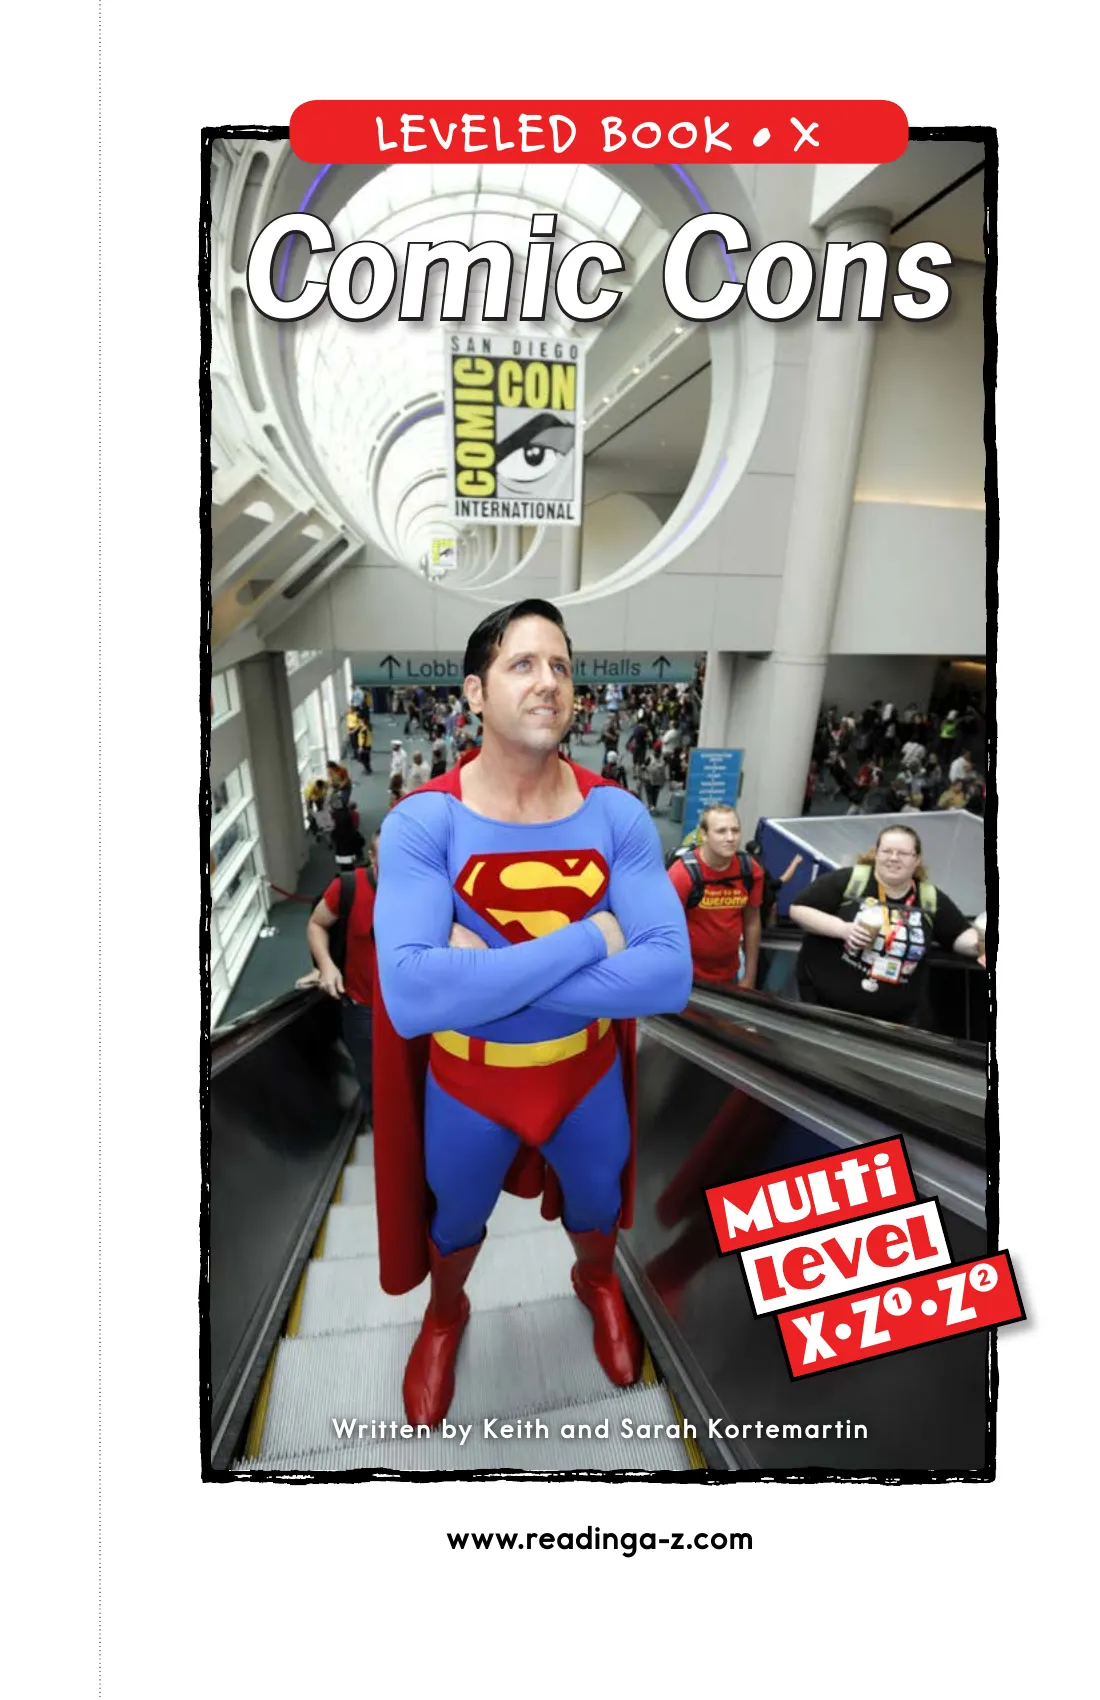 LEVELED BOOK • X
Comic Cons
SAN DIEGO
COMIC
CON
INTERNATIONAL
↑ Lobb
it Halls ↑
Multi
level
X•Z¹•Z²
Written by Keith and Sarah Kortemartin
www.readinga-z.com